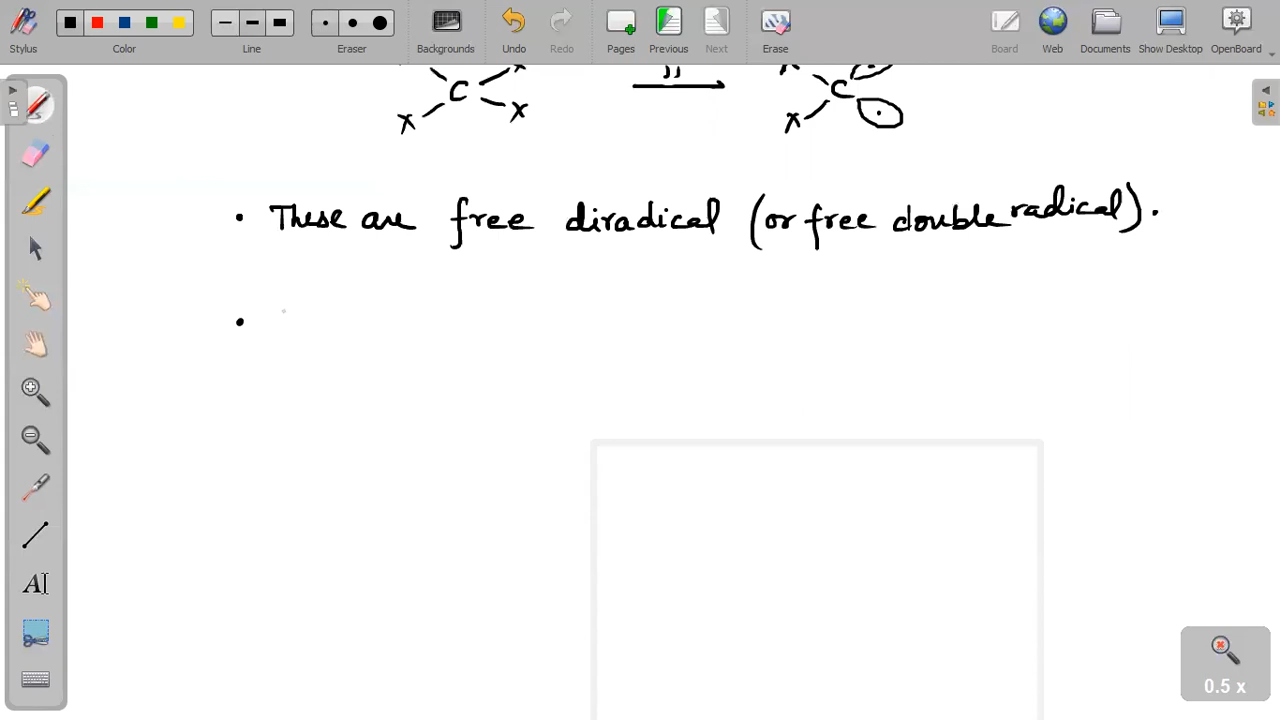 Stylus
Color
Line
Eraser
Backgrounds
Undo
Redo
Pages
Previous
Next
Erase
Board
Web
Documents
Show Desktop
OpenBoard
C
x
x
C
x
• These are free diradical (or free double radical).
•
0.5 x